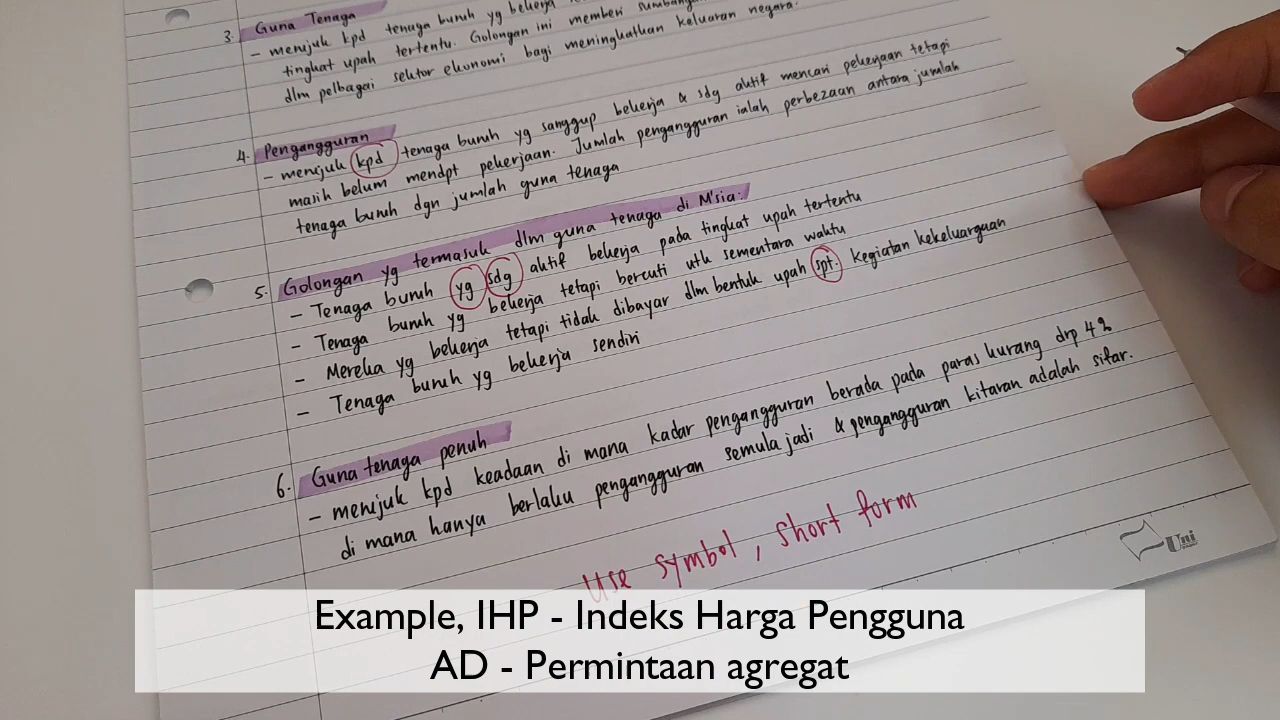 3. Guna Tenaga
- merujuk kpd tenaga buruh yg bekerja
tingkat upah tertentu. Golongan ini memberi
dlm pelbagai sektor ekonomi bagi meningkatkan keluaran negara.
4. Pengangguran
- merujuk kpd tenaga buruh yg sanggup bekerja & sdg aktif mencari pekerjaan tetapi
masih belum mendpt pekerjaan. Jumlah pengangguran ialah perbezaan antara jumlah
tenaga buruh dgn jumlah guna tenaga
5. Golongan yg termasuk dlm guna tenaga di M'sia:
- Tenaga buruh yg sdg aktif bekerja pada tingkat upah tertentu
- Tenaga buruh yg bekerja tetapi bercuti utk sementara waktu
- Mereka yg bekerja tetapi tidak dibayar dlm bentuk upah spt. kegiatan kekeluargaan
- Tenaga buruh yg bekerja sendiri
6. Guna tenaga penuh
- merujuk kpd keadaan di mana kadar pengangguran berada pada paras kurang drp 4%
di mana hanya berlaku pengangguran semula jadi & pengangguran kitaran adalah sifar.
Use symbol, short form
Uni
Example, IHP - Indeks Harga Pengguna
AD - Permintaan agregat